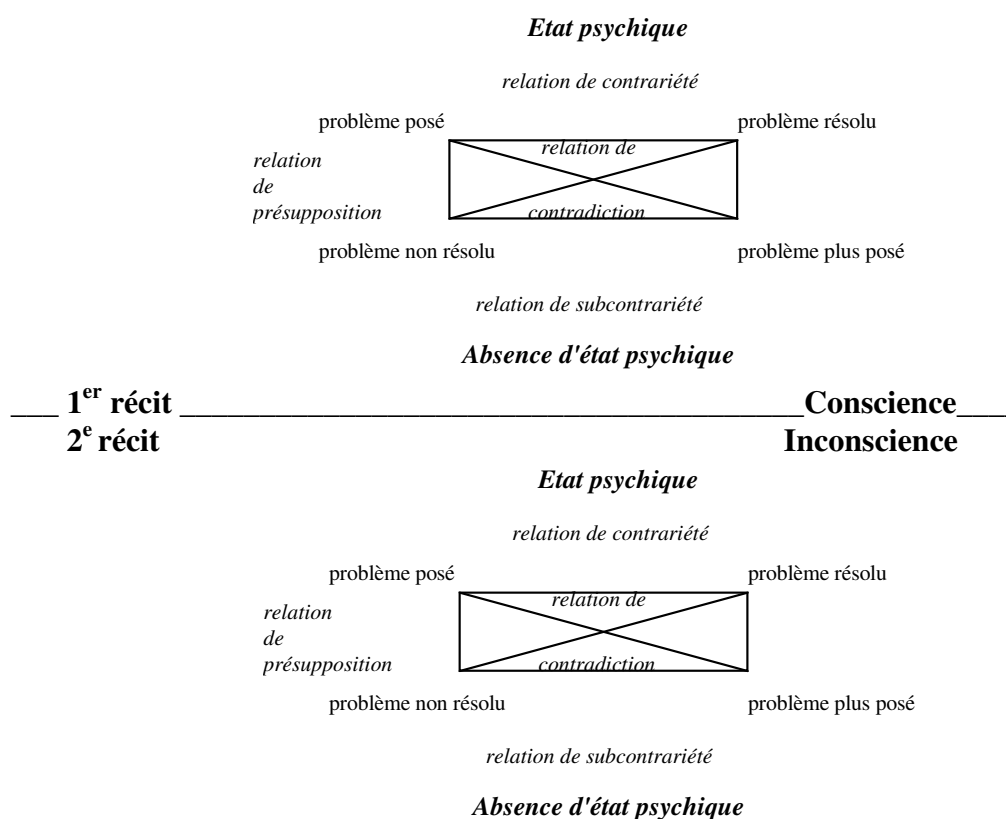 Etat psychique
relation de contrariété
problème posé problème résolu
relation de
relation
de
présupposition contradiction
problème non résolu problème plus posé
relation de subcontrariété
Absence d'état psychique
___ 1er récit _______________________________________Conscience___
2e récit Inconscience
Etat psychique
relation de contrariété
problème posé problème résolu
relation de
relation
de
présupposition contradiction
problème non résolu problème plus posé
relation de subcontrariété
Absence d'état psychique